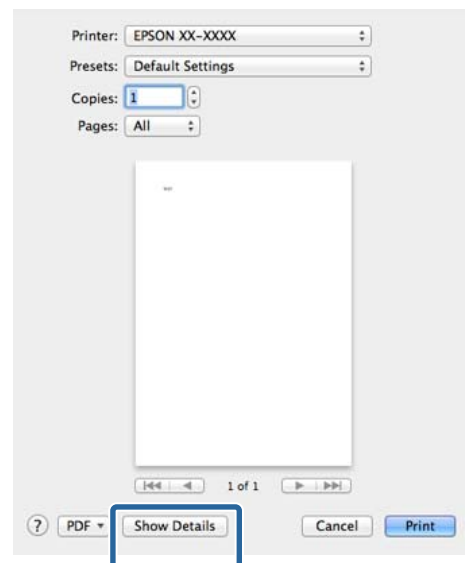 Printer: EPSON XX-XXXX
Presets: Default Settings
Copies: 1
Pages: All
1 of 1
? PDF Show Details Cancel Print